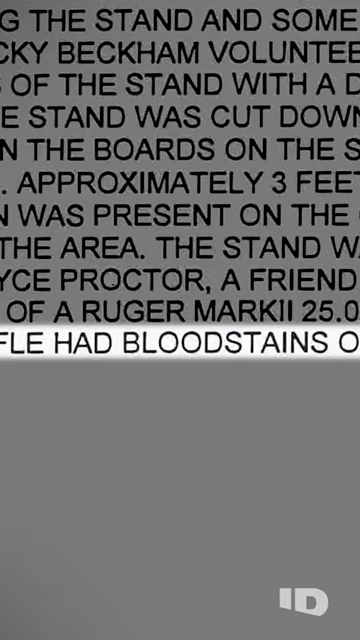 G THE STAND AND SOME
CKY BECKHAM VOLUNTEE
OF THE STAND WITH A D
E STAND WAS CUT DOWN
N THE BOARDS ON THE S
. APPROXIMATELY 3 FEET
N WAS PRESENT ON THE
THE AREA. THE STAND WA
YCE PROCTOR, A FRIEND
OF A RUGER MARKII 25.0
FLE HAD BLOODSTAINS O
ID